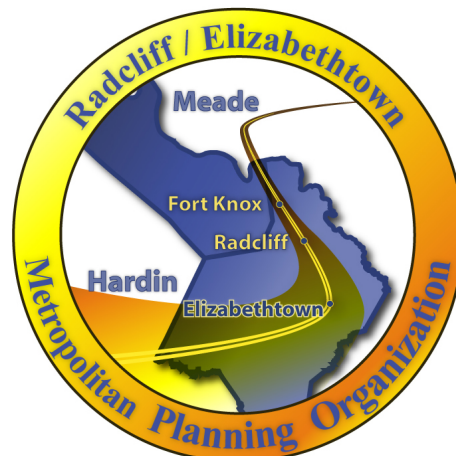 Radcliff / Elizabethtown
Meade
Fort Knox
Radcliff
Hardin
Elizabethtown
Metropolitan Planning Organization